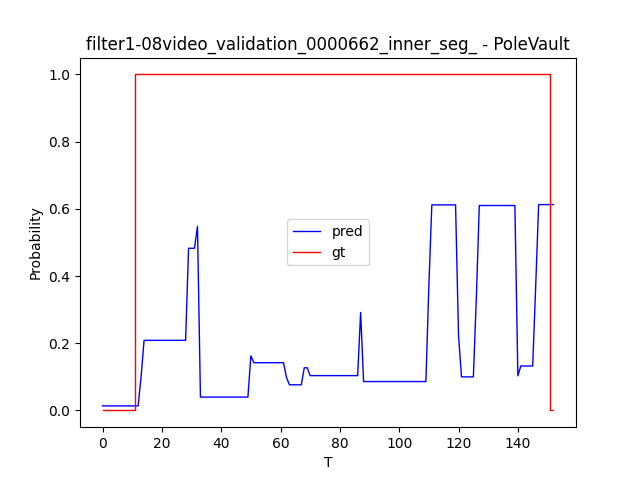 filter1-08video_validation_0000662_inner_seg_ - PoleVault
1.0
0.8
0.6
0.4
0.2
0.0
Probability
pred
gt
0 20 40 60 80 100 120 140
T